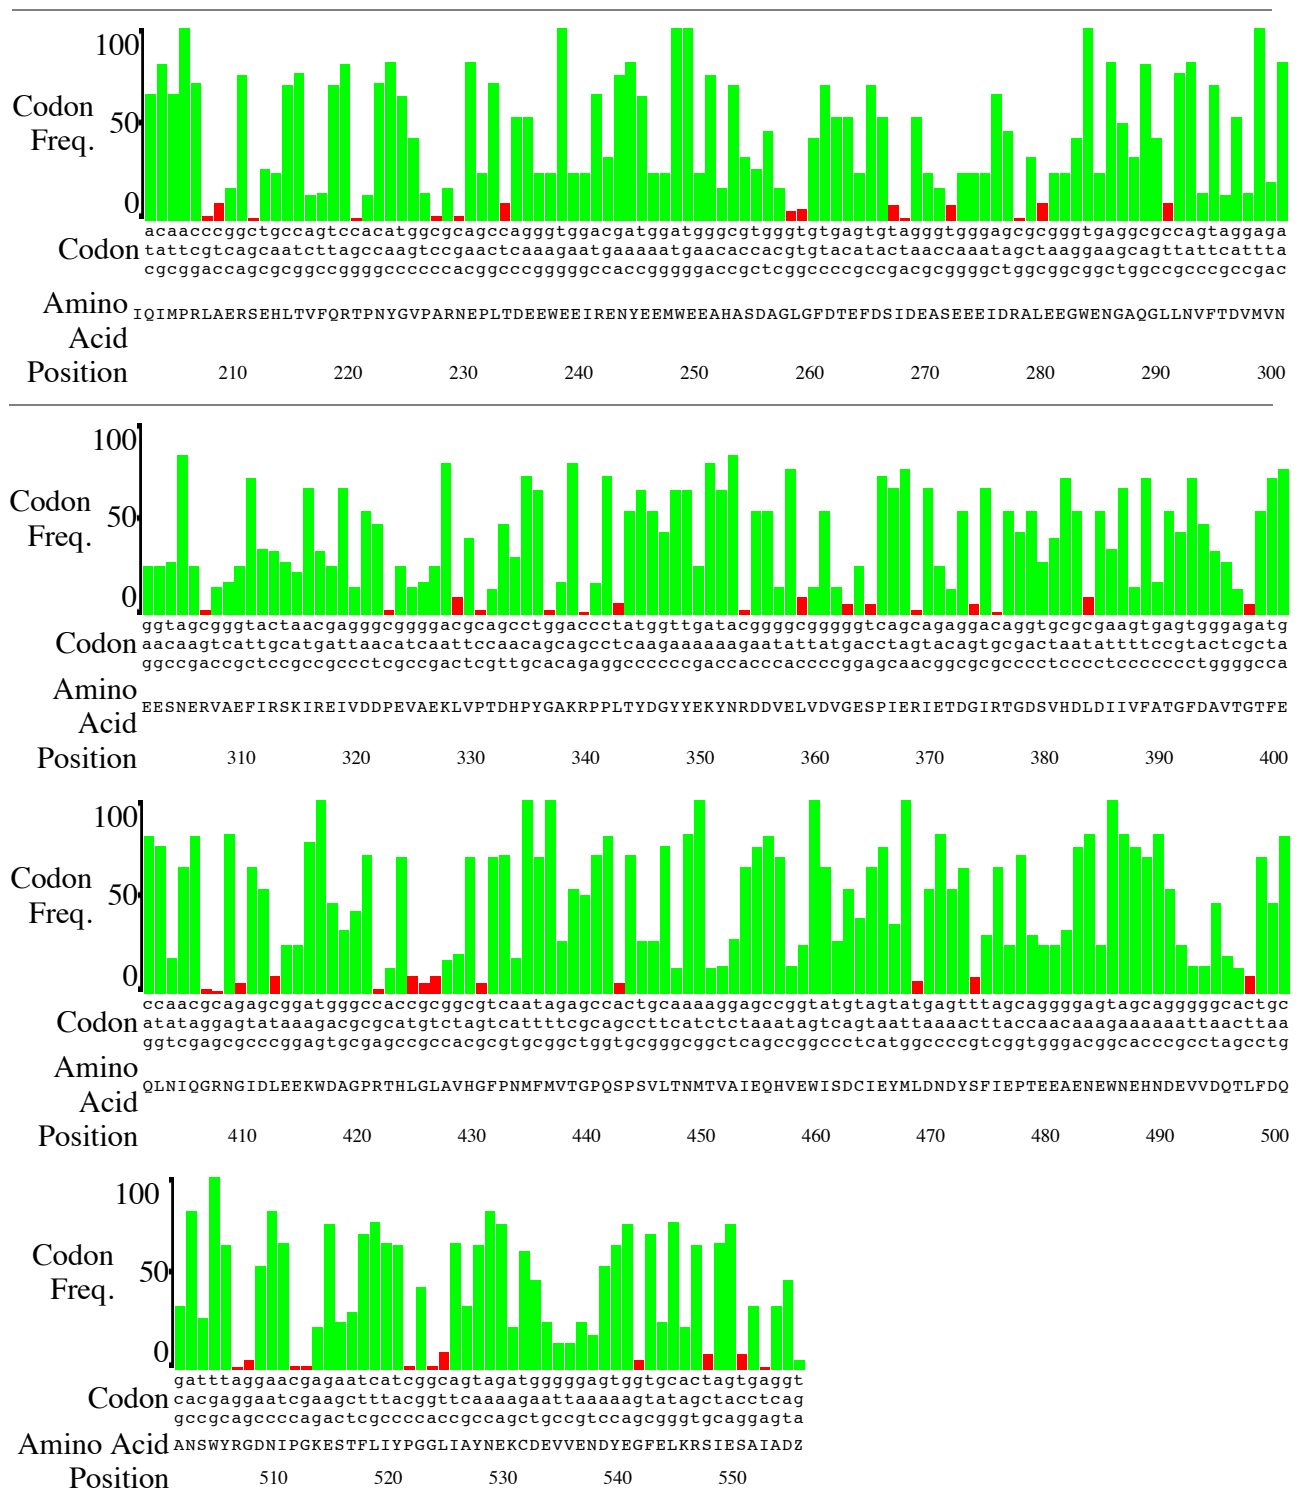 100
Codon
Freq.
50
0
acaacccggctgccagtccacatggcgcagccagggtggacgatggatgggcgtgggtgtgagtgtagggtgggagcgcgggtgaggcgccagtaggaga
Codon
tattcgtcagcaatcttagccaagtccgaactcaaagaatgaaaaatgaacaccacgtgtacatactaaccaaatagctaaggaagcagttattcattta
cgcggaccagcgcggccggggccccccacggcccgggggccaccgggggaccgctcggccccgccgacgcggggctggcggcggctggccgcccgccgac
Amino
Acid
IQIMPRLAERSEHLTVFQRTPNYGVPARNEPLTDEEWEEIRENYEEMWEEAHASDAGLGFDTEFDSIDEASEEEIDRALEEGWENGAQGLLNVFTDVMVN
Position
210 220 230 240 250 260 270 280 290 300
100
Codon
Freq.
50
0
ggtagcgggtactaacgagggcggggacgcagcctggaccctatggttgatacggggcgggggtcagcagaggacaggtgcgcgaagtgagtgggagatg
Codon
aacaagtcattgcatgattaacatcaattccaacagcagcctcaagaaaaaagaatattatgacctagtacagtgcgactaatattttccgtactcgcta
ggccgaccgctccgccgccctcgccgactcgttgcacagaggccccccgaccacccaccccggagcaacggcgcgcccctcccctcccccccctggggcca
Amino
Acid
EESNERVAEFIRSKIREIVDDPEVAEKLVPTDHPYGAKRPPLTYDGYYEKYNRDDVELVDVGESPIERIETDGIRTGDSVHDLDIIVFATGFDAVTGTFE
Position
310 320 330 340 350 360 370 380 390 400
100
Codon
Freq.
50
0
ccaacgcagagcggatgggccaccgcggcgtcaatagagccactgcaaaaggagccggtatgtagtatgagtttagcaggggagtagcagggggcactgc
Codon
atataggagtataaagacgcgcatgtctagtcattttcgcagccttcatctctaaatagtcagtaattaaaacttaccaacaaagaaaaaattaacttaa
ggtcgagcgcccggagtgcgagccgccacgcgtgcggctggtgcgggcggctcagccggccctcatggccccgtcggtgggacggcacccgcctagcctg
Amino
Acid
QLNIQGRNGIDLEEKWDAGPRTHLGLAVHGFPNMFMVTGPQSPSVLTNMTVAIEQHVEWISDCIEYMLDNDYSFIEPTEEAENEWNEHNDEVVDQTLFDQ
Position
410 420 430 440 450 460 470 480 490 500
100
Codon
Freq.
50
0
gatttaggaacgagaatcatcggcagtagatgggggagtggtgcactagtgaggt
Codon
cacgaggaatcgaagctttacggttcaaaagaattaaaaagtatagctacctcag
gccgcagccccagactcgccccaccgccagctgccgtccagcgggtgcaggagta
Amino Acid
ANSWYRGDNIPGKESTFLIYPGGLIAYNEKCDEVVENDYEGFELKRSIESAIADZ
Position
510 520 530 540 550